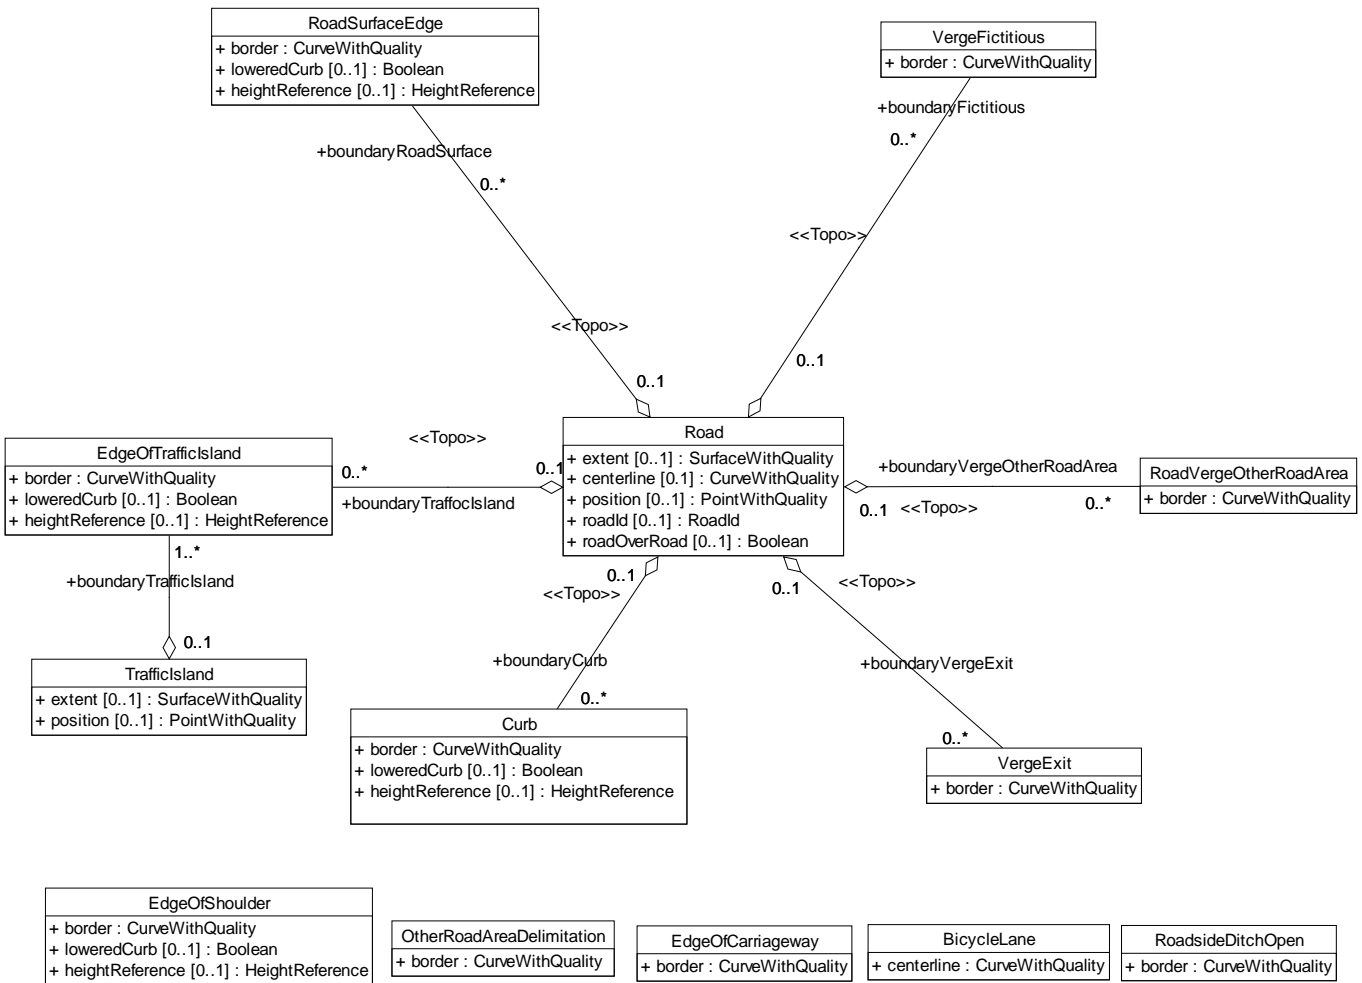 RoadSurfaceEdge
+ border : CurveWithQuality
+ loweredCurb [0..1] : Boolean
+ heightReference [0..1] : HeightReference
VergeFictitious
+ border : CurveWithQuality
+boundaryFictitious
0..*
+boundaryRoadSurface
0..*
<<Topo>>
<<Topo>>
0..1
0..1
EdgeOfTrafficIsland
+ border : CurveWithQuality
+ loweredCurb [0..1] : Boolean
+ heightReference [0..1] : HeightReference
<<Topo>>
0..*
0..1
+boundaryTraffocIsland
Road
+ extent [0..1] : SurfaceWithQuality
+ centerline [0.1] : CurveWithQuality
+ position [0..1] : PointWithQuality
+ roadId [0..1] : RoadId
+ roadOverRoad [0..1] : Boolean
+boundaryVergeOtherRoadArea
0..1
<<Topo>>
0..*
RoadVergeOtherRoadArea
+ border : CurveWithQuality
1..*
+boundaryTrafficIsland
0..1
TrafficIsland
+ extent [0..1] : SurfaceWithQuality
+ position [0..1] : PointWithQuality
0..1
<<Topo>>
+boundaryCurb
0..*
Curb
+ border : CurveWithQuality
+ loweredCurb [0..1] : Boolean
+ heightReference [0..1] : HeightReference
0..1
<<Topo>>
+boundaryVergeExit
0..*
VergeExit
+ border : CurveWithQuality
EdgeOfShoulder
+ border : CurveWithQuality
+ loweredCurb [0..1] : Boolean
+ heightReference [0..1] : HeightReference
OtherRoadAreaDelimitation
+ border : CurveWithQuality
EdgeOfCarriageway
+ border : CurveWithQuality
BicycleLane
+ centerline : CurveWithQuality
RoadsideDitchOpen
+ border : CurveWithQuality